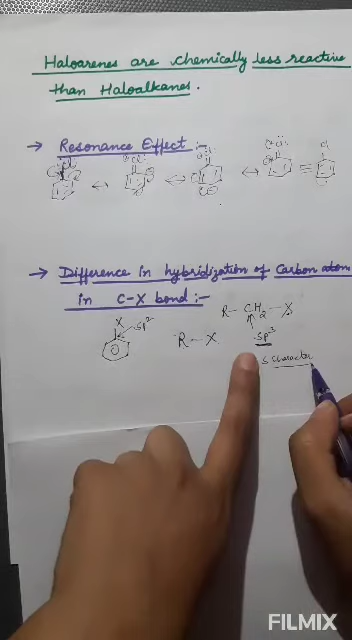 Haloarenes are chemically less reactive
than Haloalkanes.
→ Resonance Effect :-
→ Difference in hybridization of Carbon atom
in C-X bond:-
R - CH₂ - X
X
sp²
R - X
sp³
s character
FILMIX